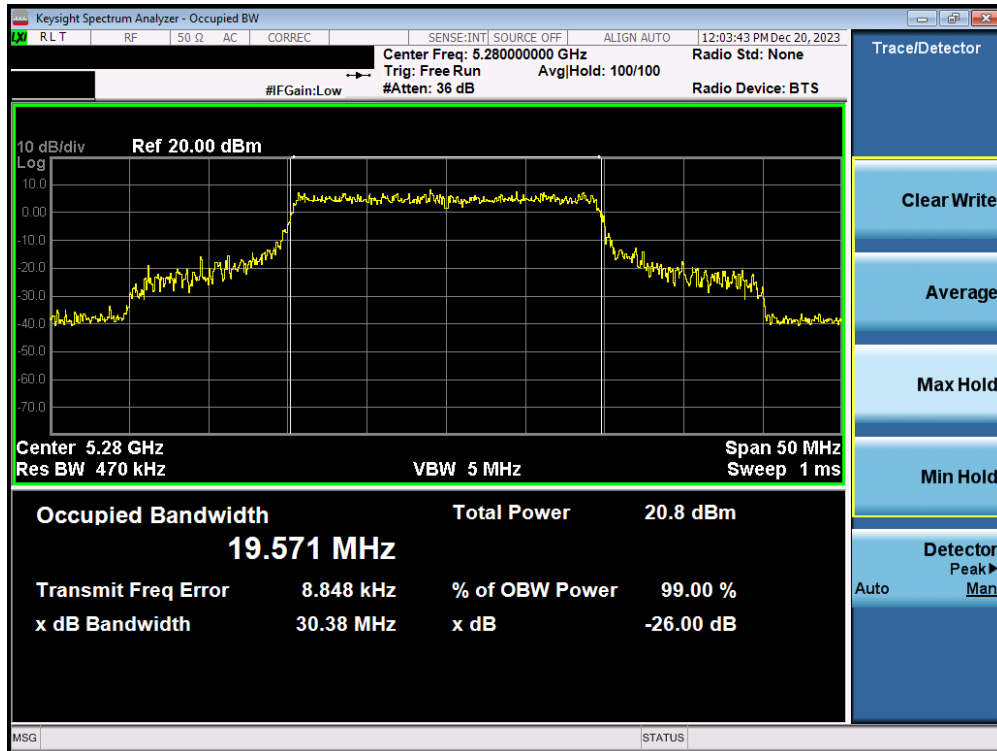 Keysight Spectrum Analyzer - Occupied BW
LXI RLT RF 50 Ω AC CORREC SENSE:INT SOURCE OFF ALIGN AUTO 12:03:43 PM Dec 20, 2023
Center Freq: 5.280000000 GHz Radio Std: None
Trig: Free Run Avg|Hold: 100/100
#IFGain:Low #Atten: 36 dB Radio Device: BTS
Trace/Detector
10 dB/div Ref 20.00 dBm
Log
10.0
0.00
-10.0
-20.0
-30.0
-40.0
-50.0
-60.0
-70.0
Center 5.28 GHz Span 50 MHz
Res BW 470 kHz VBW 5 MHz Sweep 1 ms
Occupied Bandwidth Total Power 20.8 dBm
19.571 MHz
Transmit Freq Error 8.848 kHz % of OBW Power 99.00 %
x dB Bandwidth 30.38 MHz x dB -26.00 dB
Clear Write
Average
Max Hold
Min Hold
Detector
Peak▶
Auto Man
MSG STATUS